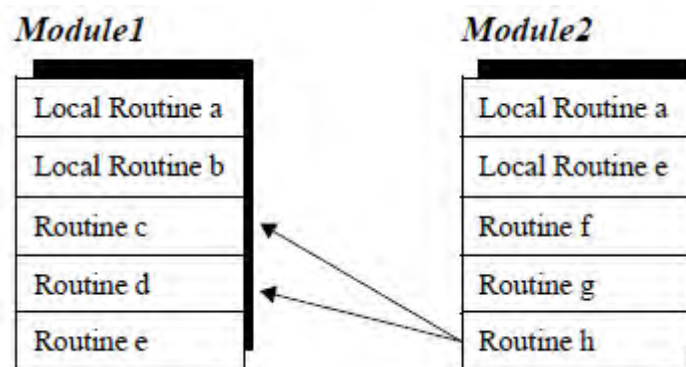 Module1
Local Routine a
Local Routine b
Routine c
Routine d
Routine e
Module2
Local Routine a
Local Routine e
Routine f
Routine g
Routine h